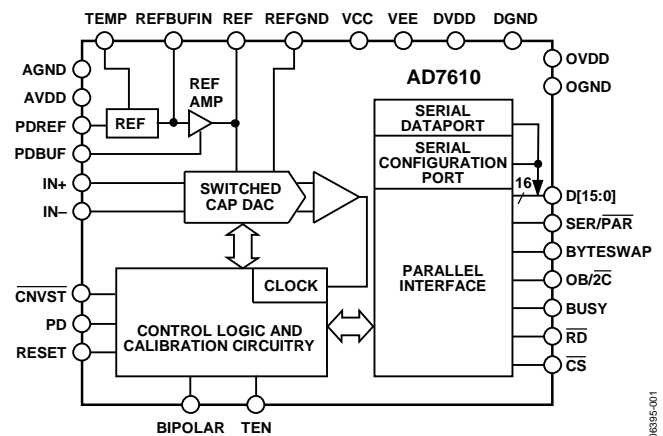 TEMP REFBUFIN REF REFGND VCC VEE DVDD DGND
OVDD
OGND
AGND
AVDD
PDREF
PDBUF
IN+
IN–
CNVST
PD
RESET
AD7610
REF
AMP
REF
SERIAL
DATAPORT
SERIAL
CONFIGURATION
PORT
16
SWITCHED
CAP DAC
CLOCK
CONTROL LOGIC AND
CALIBRATION CIRCUITRY
PARALLEL
INTERFACE
D[15:0]
SER/PAR
BYTESWAP
OB/2C
BUSY
RD
CS
BIPOLAR TEN
06395-001